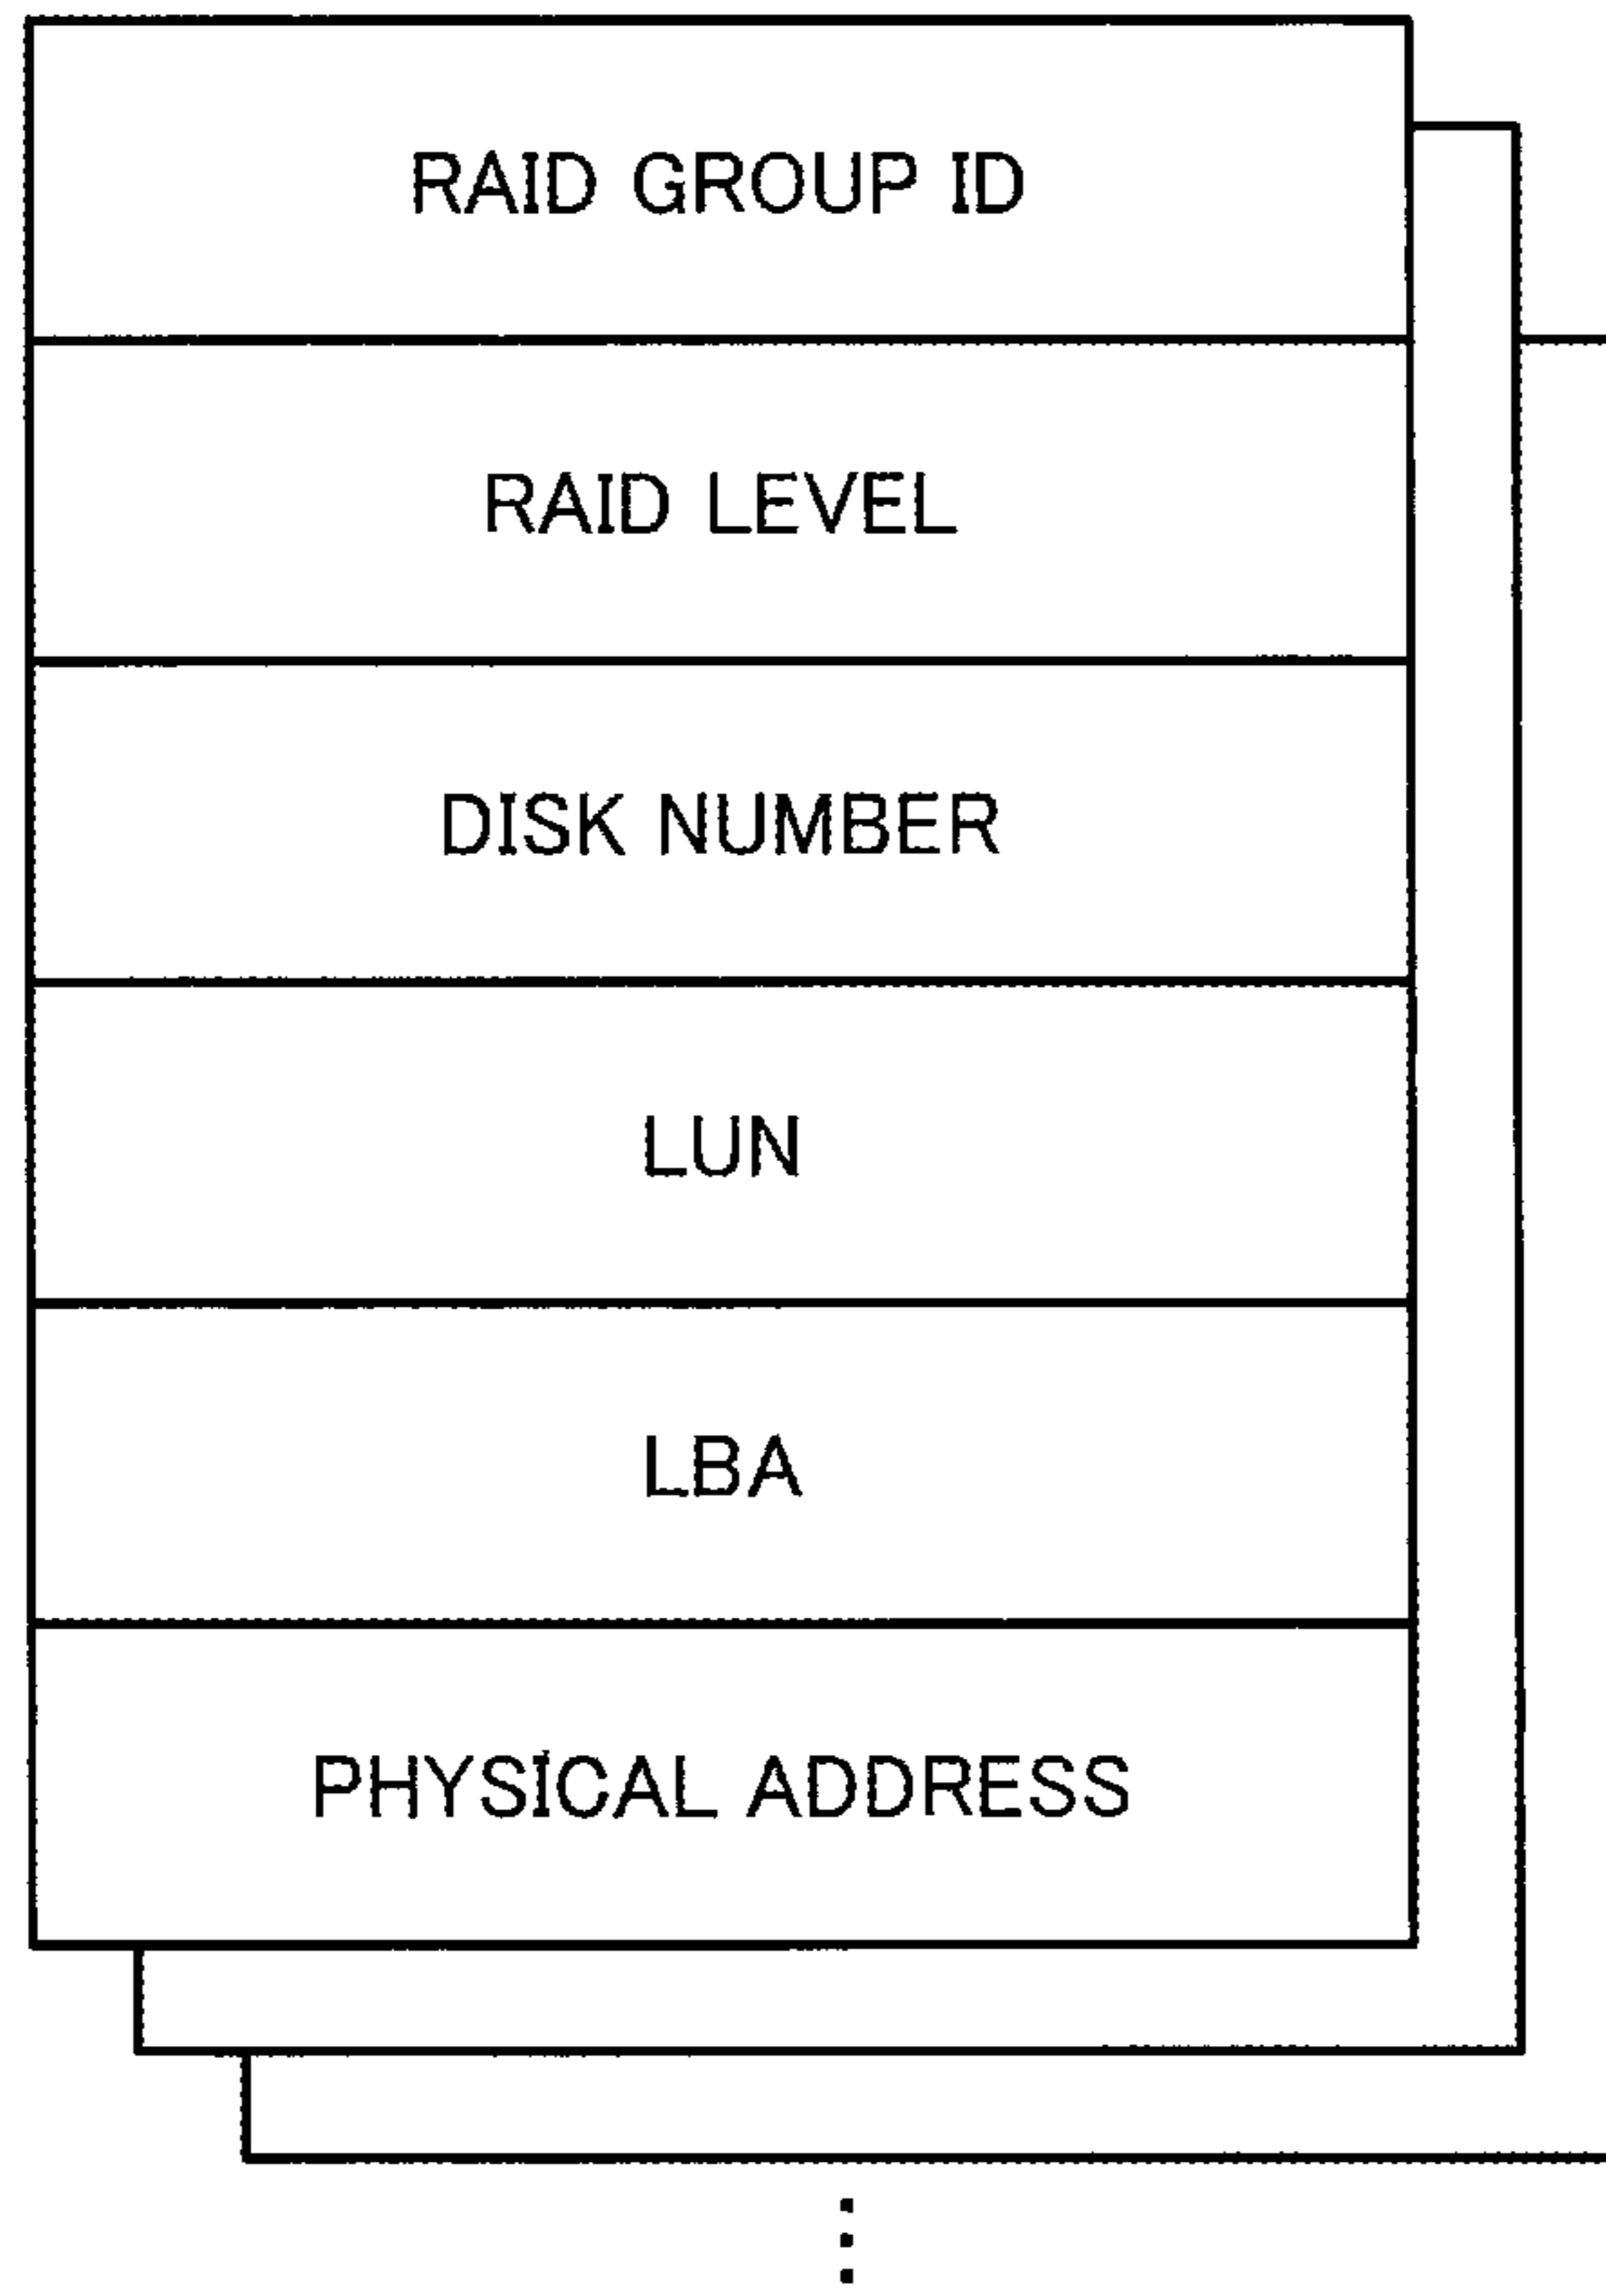 RAID GROUP ID
RAID LEVEL
DISK NUMBER
LUN
LBA
PHYSICAL ADDRESS